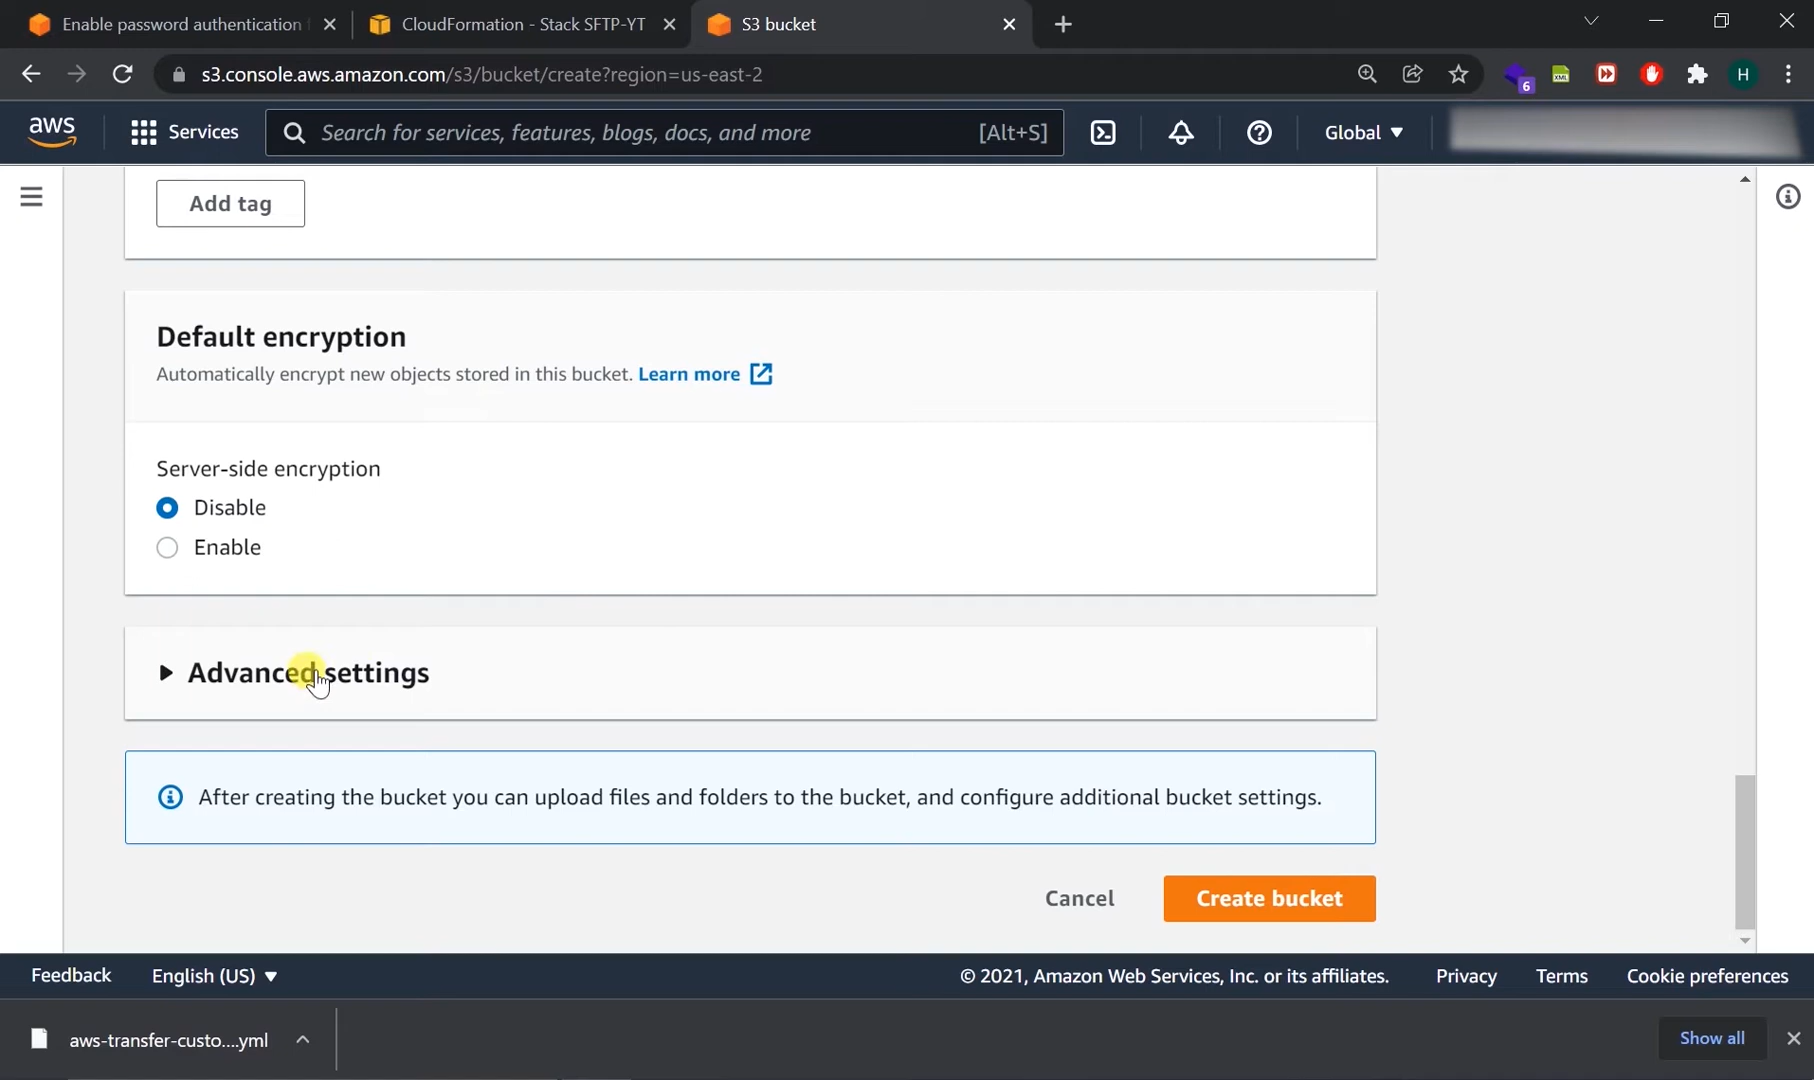 Enable password authentication
CloudFormation - Stack SFTP-YT
S3 bucket
s3.console.aws.amazon.com/s3/bucket/create?region=us-east-2
6
XML
H
aws
Services
Search for services, features, blogs, docs, and more
[Alt+S]
Global
Add tag
Default encryption
Automatically encrypt new objects stored in this bucket. Learn more
Server-side encryption
Disable
Enable
Advanced settings
After creating the bucket you can upload files and folders to the bucket, and configure additional bucket settings.
Cancel
Create bucket
Feedback
English (US)
© 2021, Amazon Web Services, Inc. or its affiliates.
Privacy
Terms
Cookie preferences
aws-transfer-custo....yml
Show all